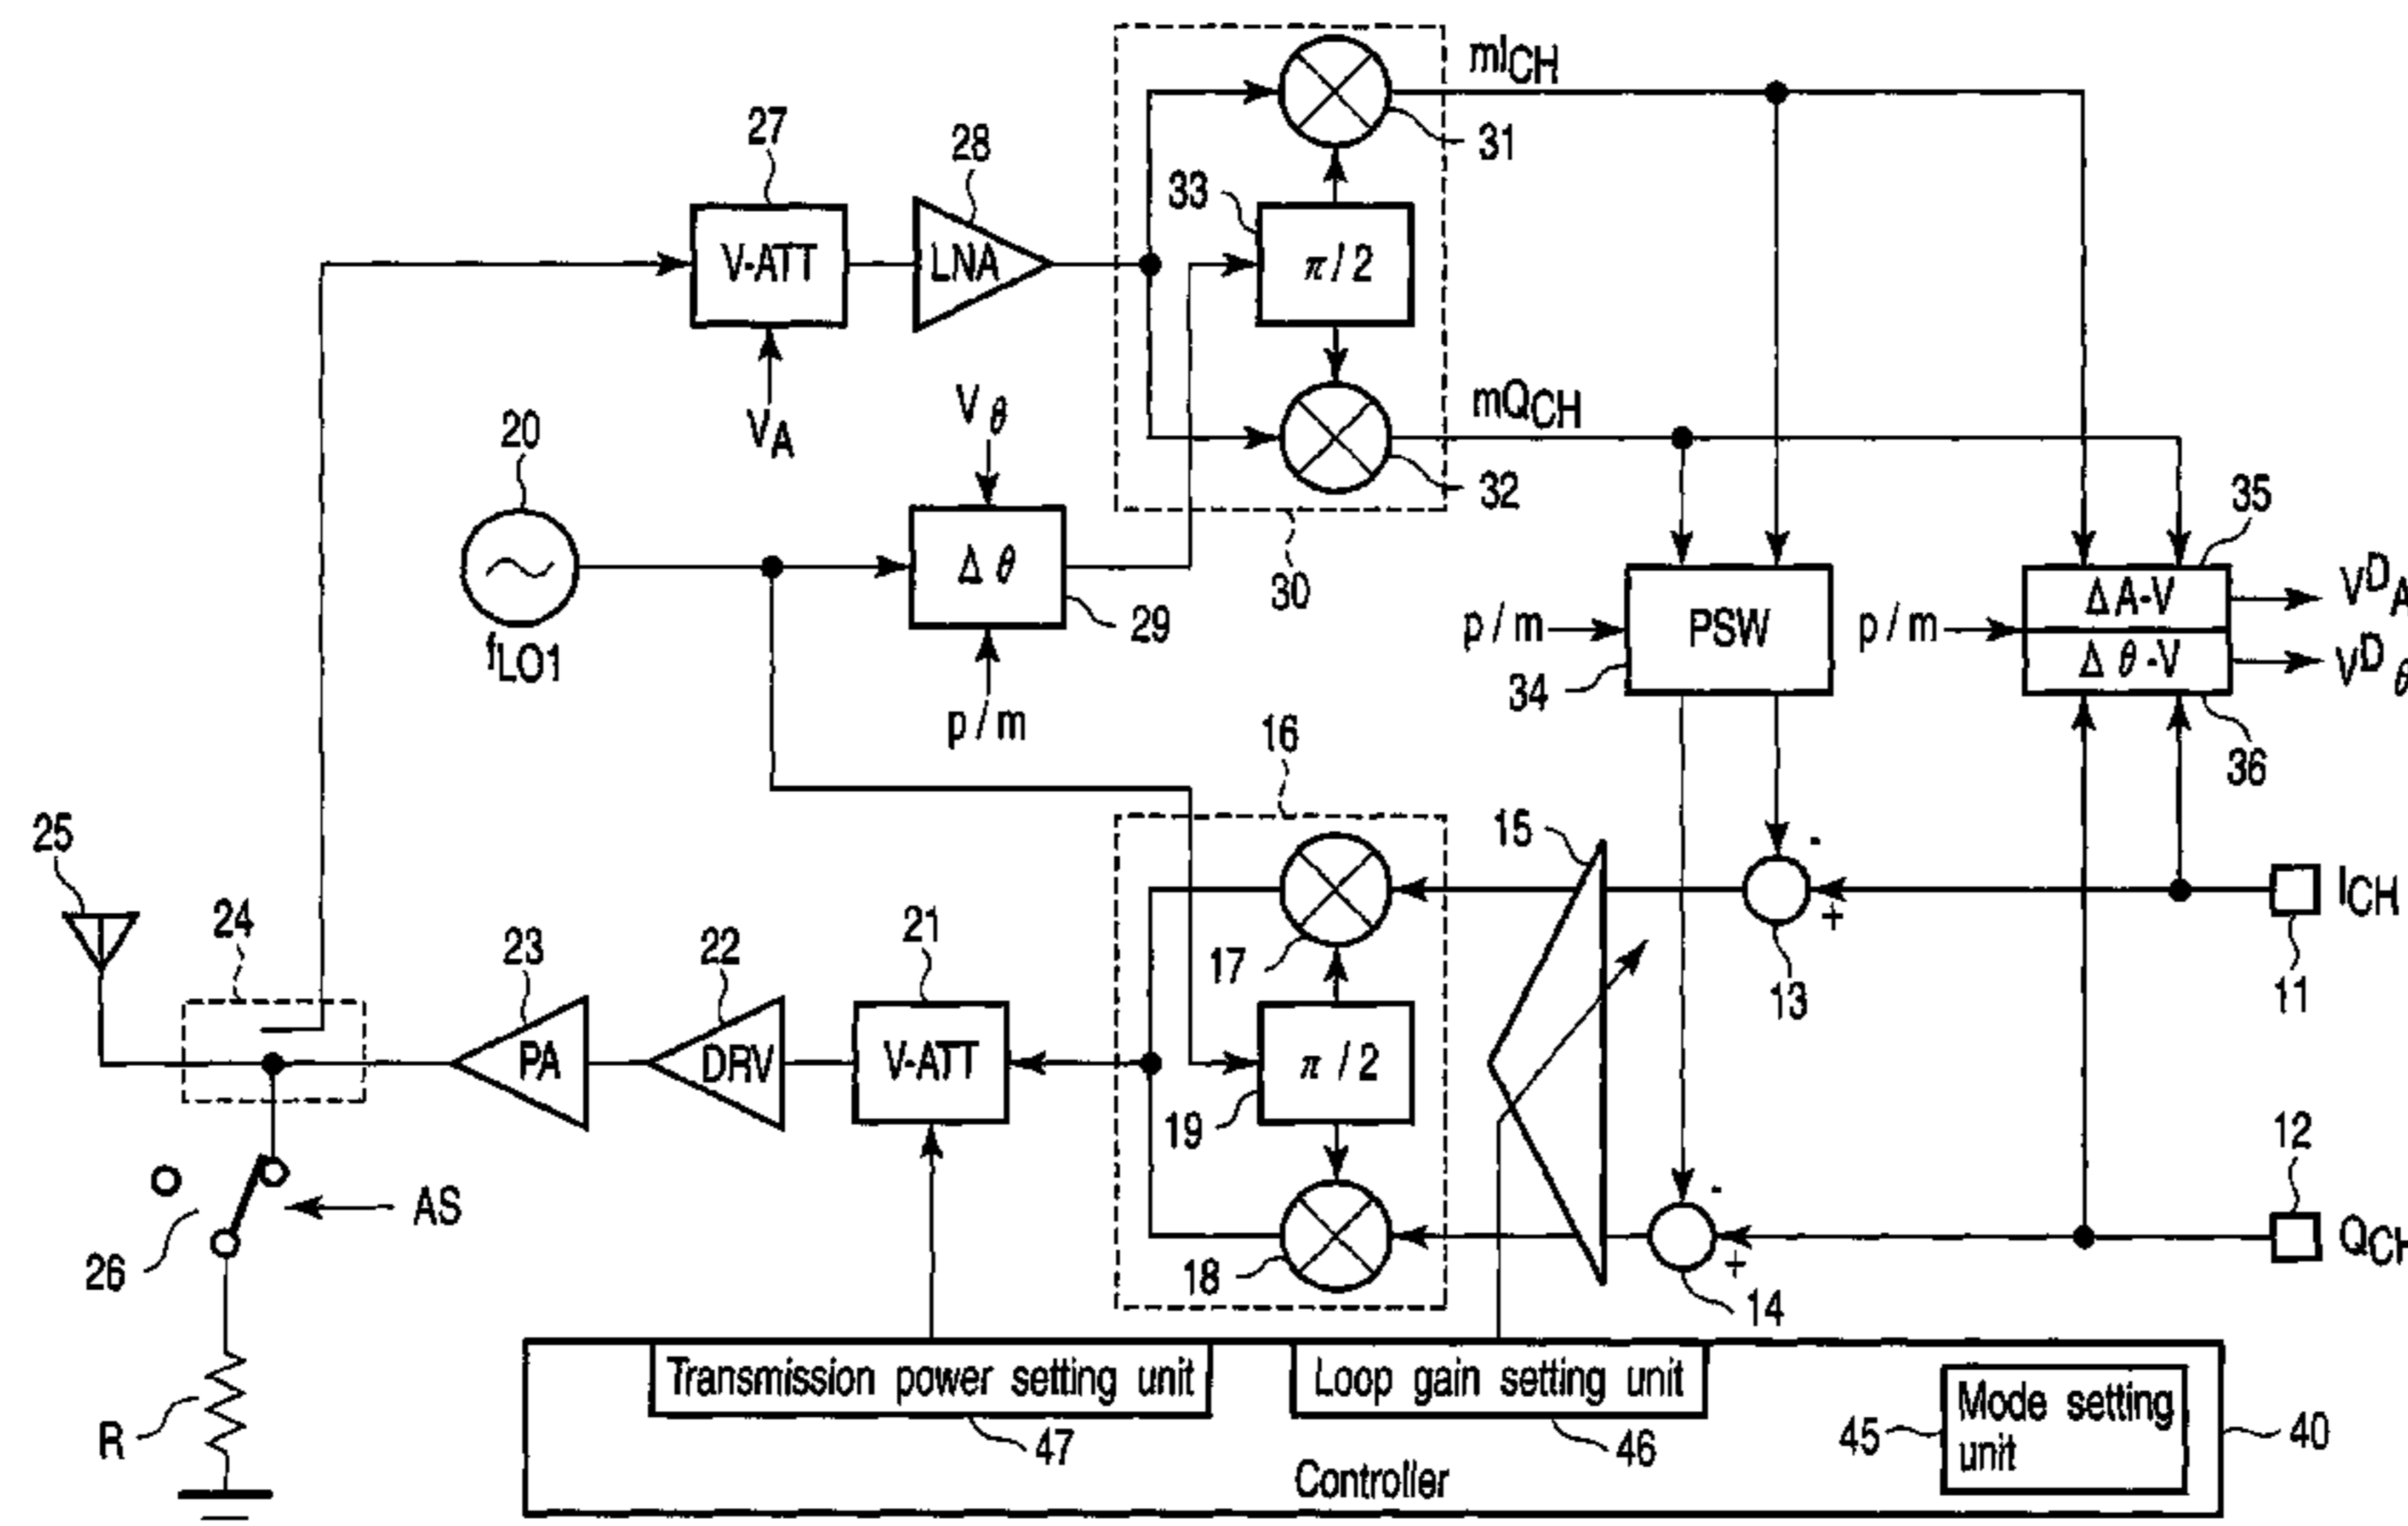 mICH
27
28
31
33
V-ATT
LNA
π/2
VA
Vθ
mQCH
20
32
35
30
Δθ
29
fLO1
p/m
p/m
PSW
34
p/m
ΔA-V
VDA
Δθ-V
VDθ
36
16
25
24
23
22
21
15
-
17
+
13
ICH
11
PA
DRV
V-ATT
π/2
19
12
AS
26
18
-
+
14
QCH
R
Transmission power setting unit
47
Loop gain setting unit
46
Mode setting
unit
45
40
Controller